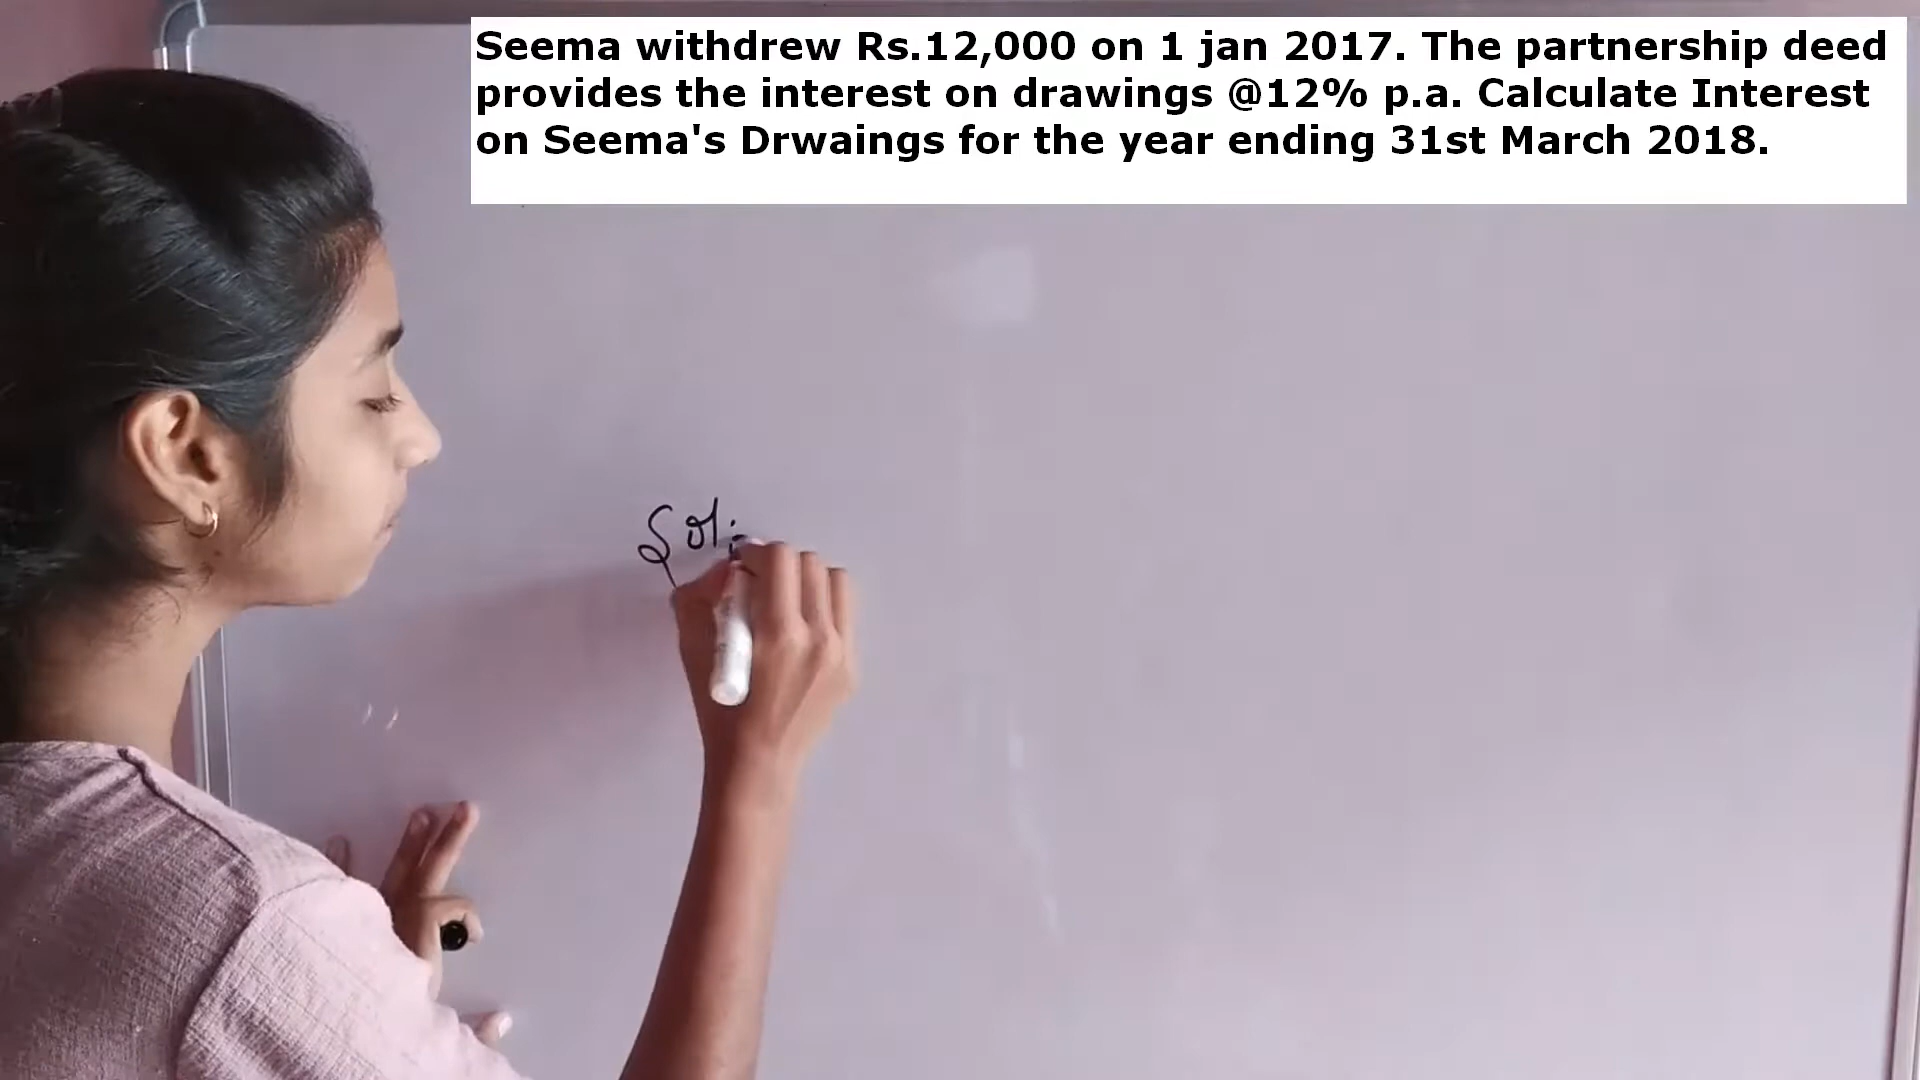 Seema withdrew Rs.12,000 on 1 jan 2017. The partnership deed
provides the interest on drawings @12% p.a. Calculate Interest
on Seema's Drwaings for the year ending 31st March 2018.
Sol: